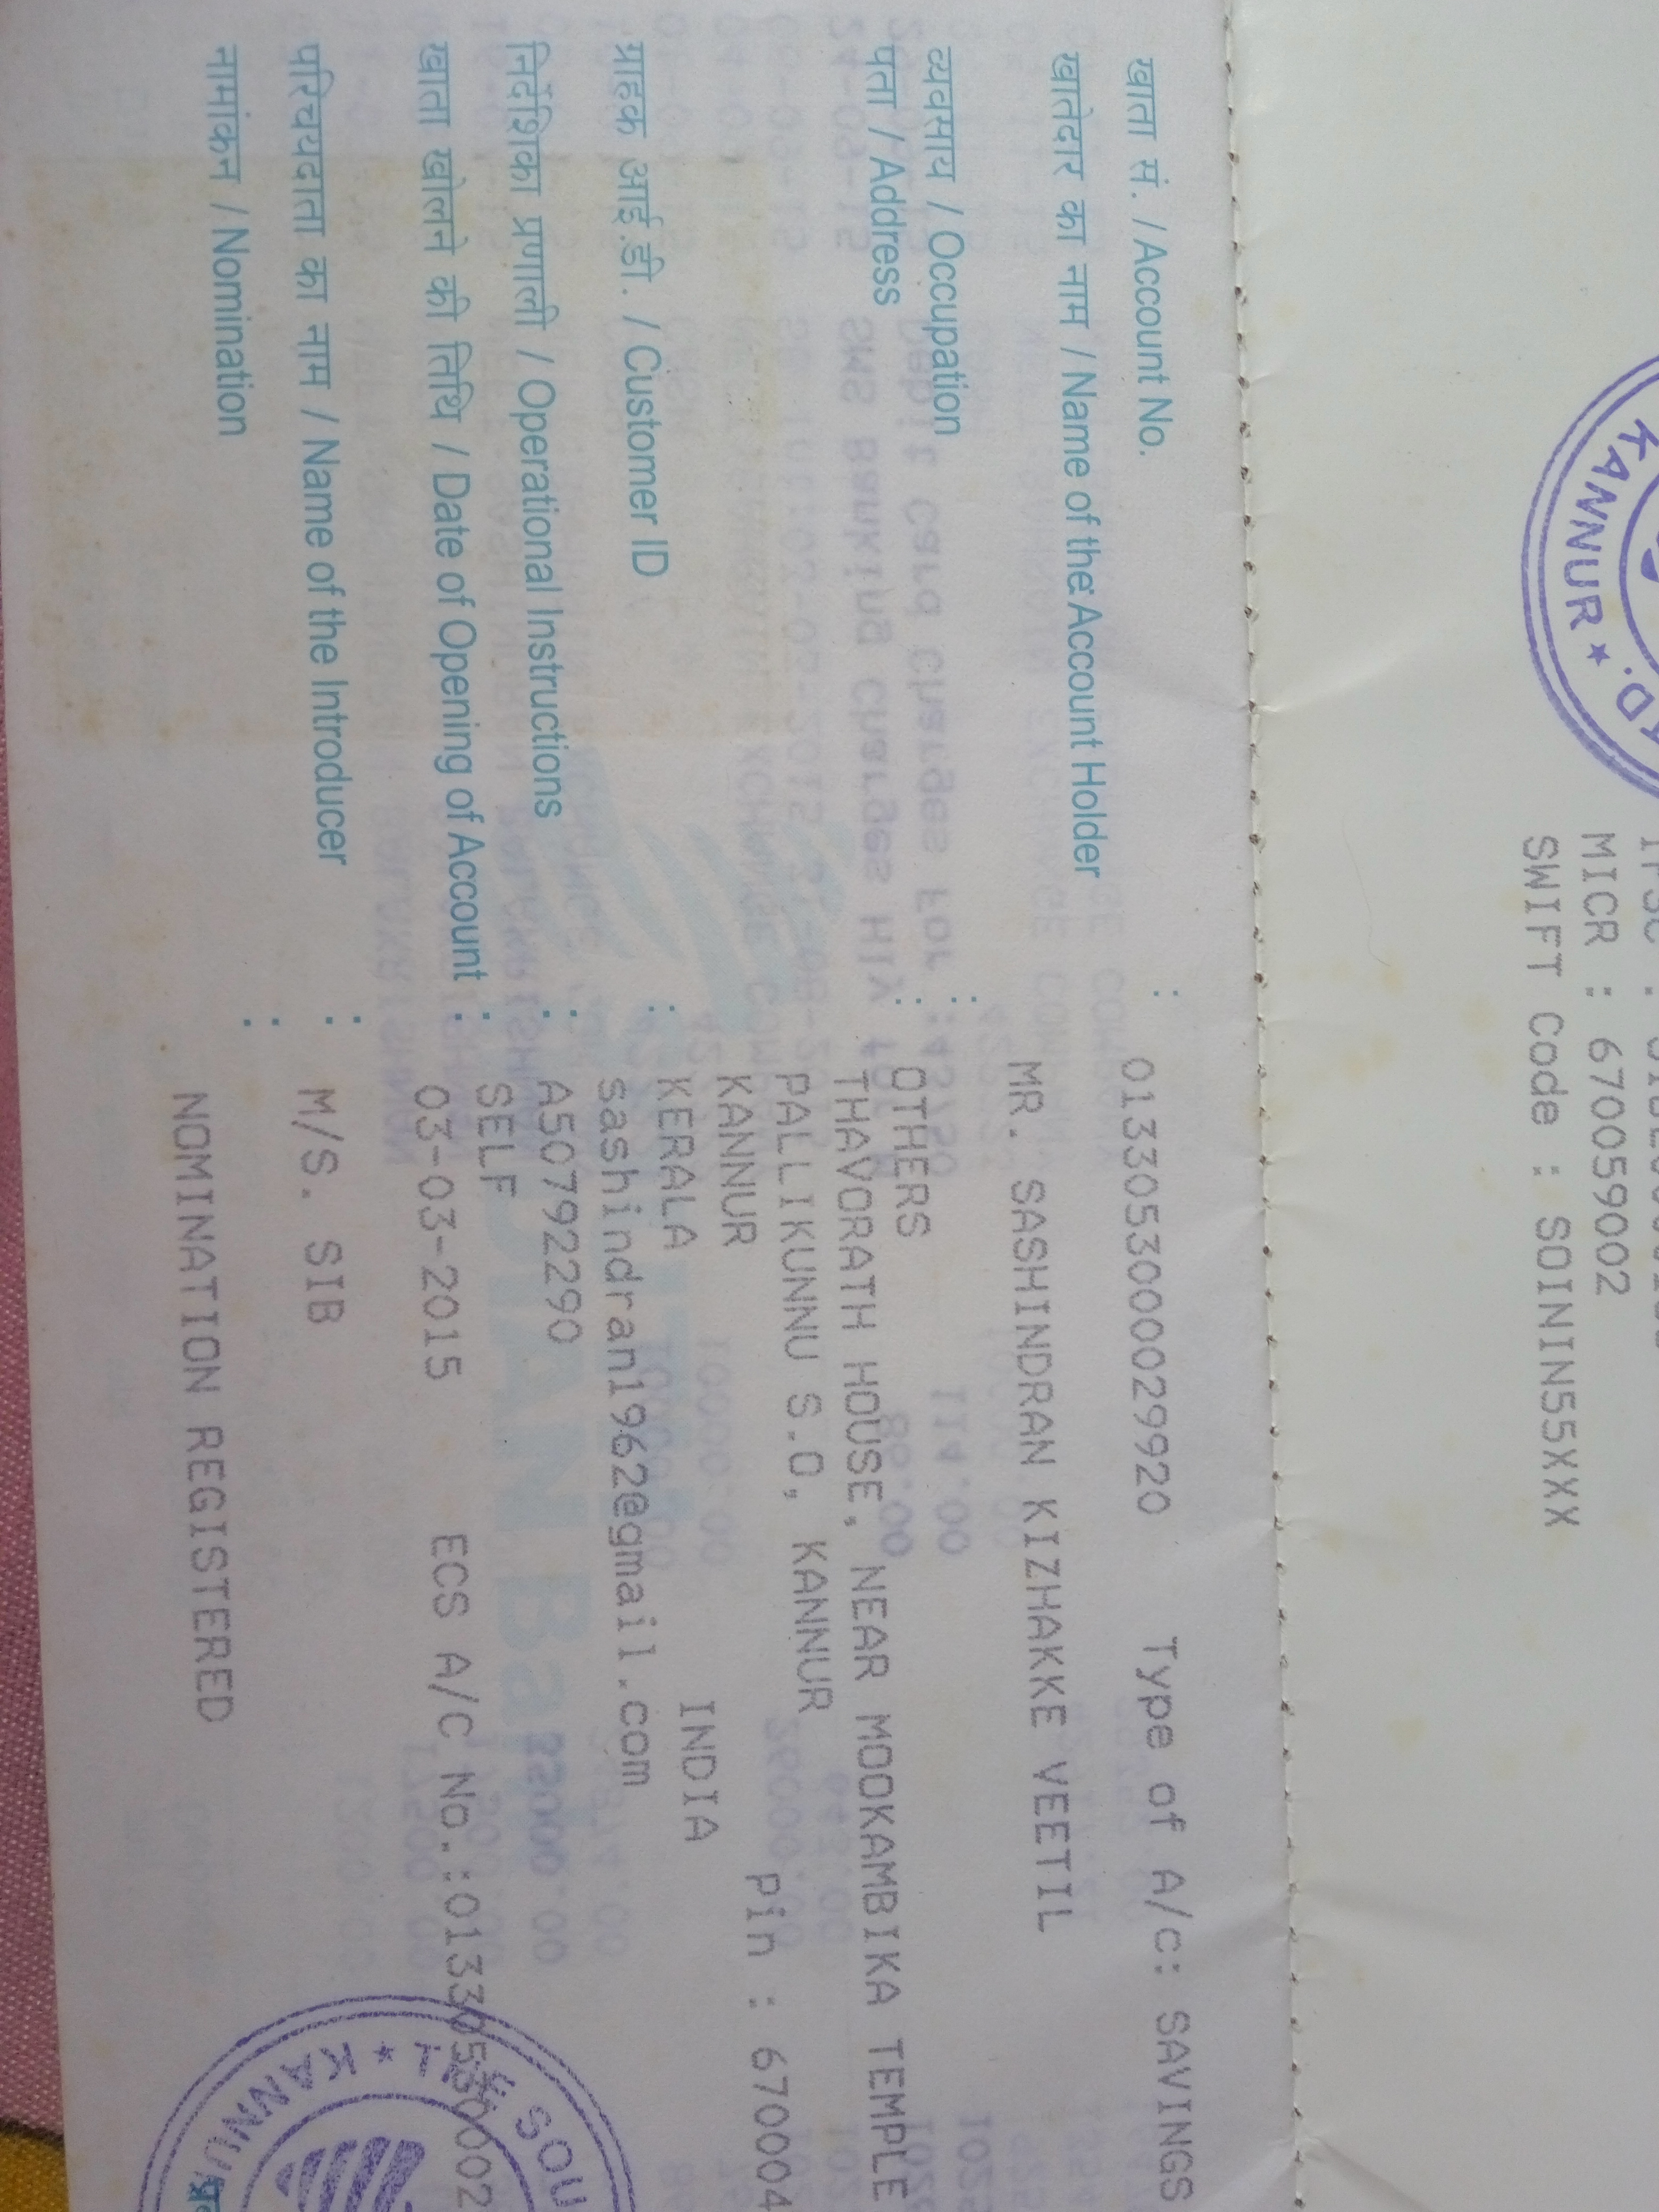 MICR : 670059002
SWIFT Code : SOININ55XXX
KANNUR *
खाता सं. / Account No. : 0133053000029920 Type of A/c: SAVINGS
खातेदार का नाम / Name of the Account Holder : MR. SASHINDRAN KIZHAKKE VEETIL
व्यवसाय / Occupation : OTHERS
पता / Address : THAVORATH HOUSE, NEAR MOOKAMBIKA TEMPLE
PALLIKUNNU S.O, KANNUR
KANNUR Pin : 670004
KERALA INDIA
sashindran1962@gmail.com
ग्राहक आई.डी. / Customer ID : A50792290
निर्देशिका प्रणाली / Operational Instructions : SELF
खाता खोलने की तिथि / Date of Opening of Account : 03-03-2015 ECS A/C No.:01330530002
परिचयदाता का नाम / Name of the Introducer : M/S. SIB
नामांकन / Nomination : NOMINATION REGISTERED
KANNU * THE SOU